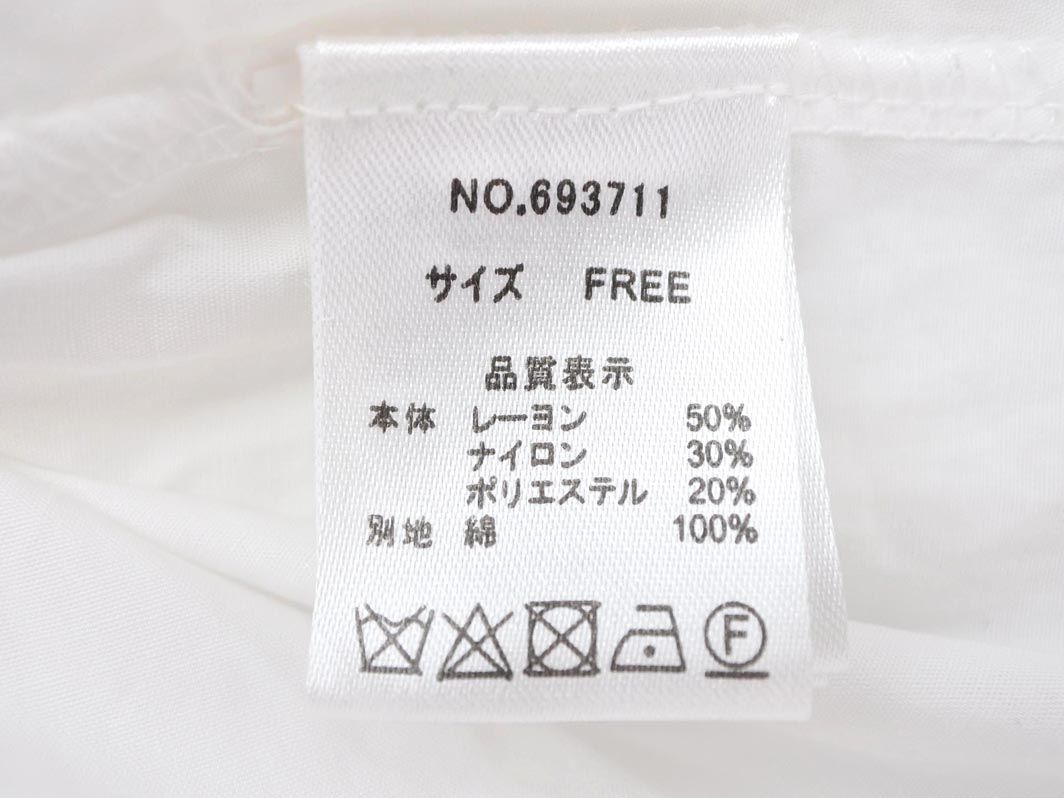 NO.693711
サイズ FREE
品質表示
本体 レーヨン 50%
ナイロン 30%
ポリエステル 20%
別地 綿 100%
F